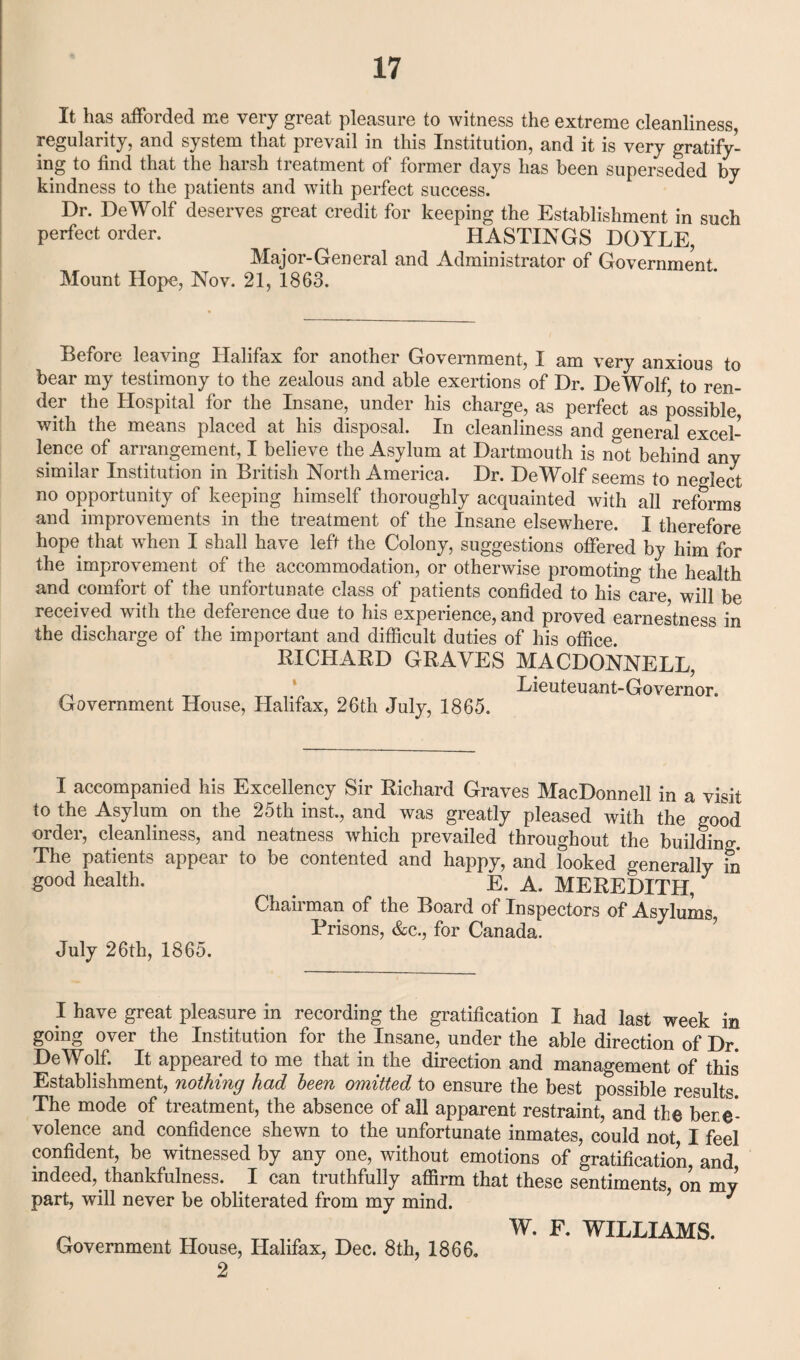 17
It has afforded me very great pleasure to witness the extreme cleanliness,
regularity, and system that prevail in this Institution, and it is very gratify-
ing to find that the harsh treatment of former days has been superseded by
kindness to the patients and with perfect success.
Dr. DeWolf deserves great credit for keeping the Establishment in such
perfect order. HASTINGS DOYLE,
Major-General and Administrator of Government.
Mount Hope, Nov. 21, 1863.
Before leaving Halifax for another Government, I am very anxious to
bear my testimony to the zealous and able exertions of Dr. DeWolf, to ren-
der the Hospital for the Insane, under his charge, as perfect as possible,
with the means placed at his disposal. In cleanliness and general excel-
lence of arrangement, I believe the Asylum at Dartmouth is not behind any
similar Institution in British North America. Dr. DeWolf seems to neglect
no opportunity of keeping himself thoroughly acquainted with all reforms
and improvements in the treatment of the Insane elsewhere. I therefore
hope that when I shall have left the Colony, suggestions offered by him for
the improvement of the accommodation, or otherwise promoting the health
and comfort of the unfortunate class of patients confided to his care, will be
received with the deference due to his experience, and proved earnestness in
the discharge of the important and difficult duties of his office.
RICHARD GRAVES MACDONNELL,
Lieuteuant-Governor.
Government House, Halifax, 26th July, 1865.
I accompanied his Excellency Sir Richard Graves MacDonnell in a visit
to the Asylum on the 25th inst., and was greatly pleased with the good
order, cleanliness, and neatness which prevailed throughout the building.
The patients appear to be contented and happy, and looked generally in
good health. E. A. MEREDITH,
Chairman of the Board of Inspectors of Asylums,
Prisons, &c., for Canada.
July 26th, 1865.
I have great pleasure in recording the gratification I had last week in
going over the Institution for the Insane, under the able direction of Dr.
DeWolf. It appeared to me that in the direction and management of this
Establishment, nothing had been omitted to ensure the best possible results.
The mode of treatment, the absence of all apparent restraint, and the bene-
volence and confidence shewn to the unfortunate inmates, could not, I feel
confident, be witnessed by any one, without emotions of gratification, and,
indeed, thankfulness. I can truthfully affirm that these sentiments, on my
part, will never be obliterated from my mind.
W. F. WILLIAMS.
Government House, Halifax, Dec. 8th, 1866.
2